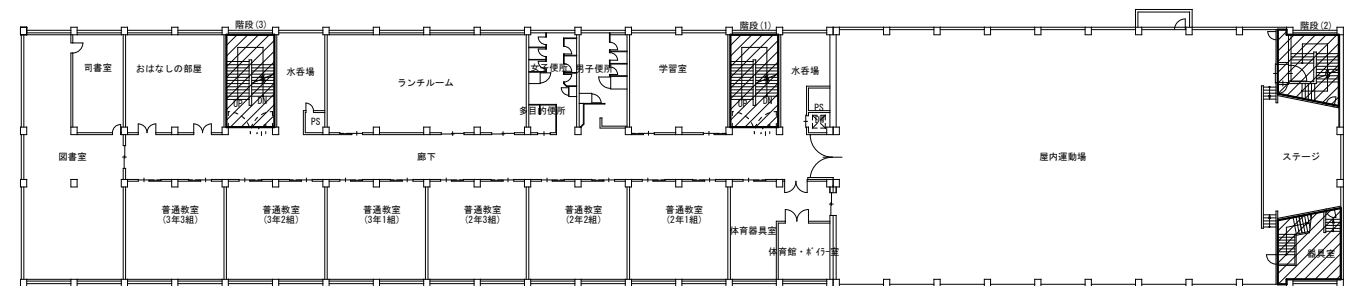 階段(3)
階段(1)
階段(2)
司書室
おはなしの部屋
水呑場
ランチルーム
女子便所
男子便所
学習室
水呑場
UP
DN
多目的便所
UP
DN
PS
PS
図書室
廊下
屋内運動場
ステージ
普通教室
(3年3組)
普通教室
(3年2組)
普通教室
(3年1組)
普通教室
(2年3組)
普通教室
(2年2組)
普通教室
(2年1組)
体育器具室
体育館・ボイラー室
器具室